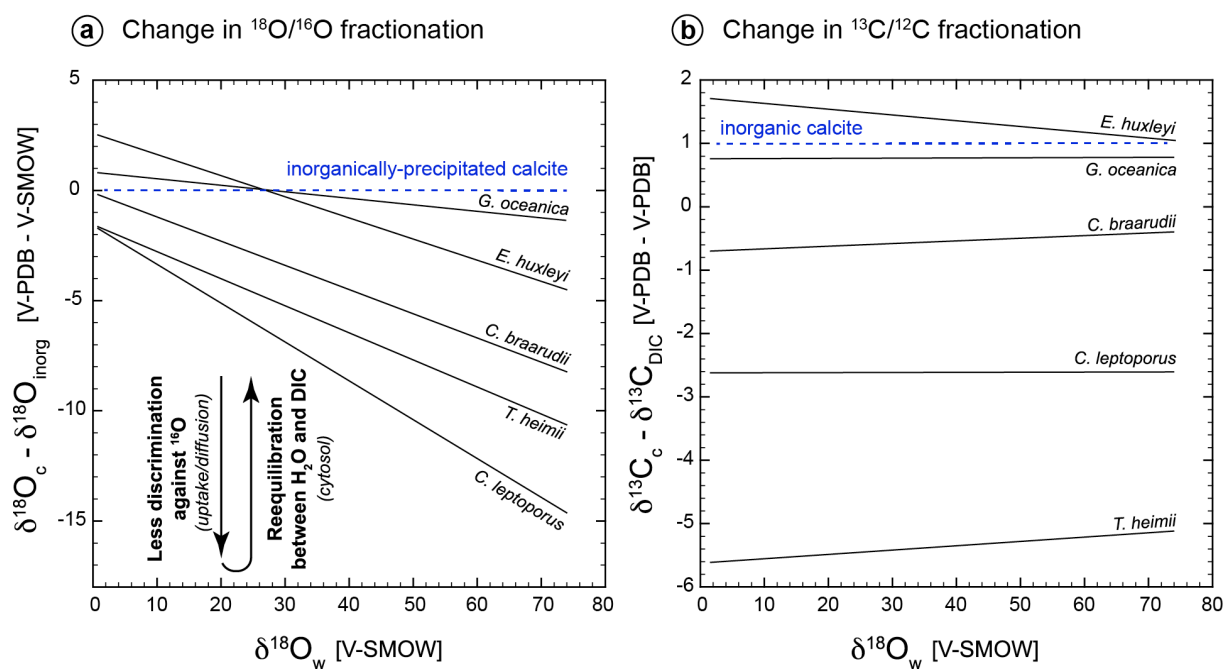 a Change in ¹⁸O/¹⁶O fractionation
δ¹⁸Oc - δ¹⁸Oinorg [V-PDB - V-SMOW]
5
0
-5
-10
-15
inorganically-precipitated calcite
G. oceanica
E. huxleyi
C. braarudii
T. heimii
C. leptoporus
Less discrimination
against ¹⁶O
(uptake/diffusion)
Reequilibration
between H₂O and DIC
(cytosol)
0 10 20 30 40 50 60 70 80
δ¹⁸Ow [V-SMOW]
b Change in ¹³C/¹²C fractionation
δ¹³Cc - δ¹³CDIC [V-PDB - V-PDB]
2
1
0
-1
-2
-3
-4
-5
-6
E. huxleyi
inorganic calcite
G. oceanica
C. braarudii
C. leptoporus
T. heimii
0 10 20 30 40 50 60 70 80
δ¹⁸Ow [V-SMOW]